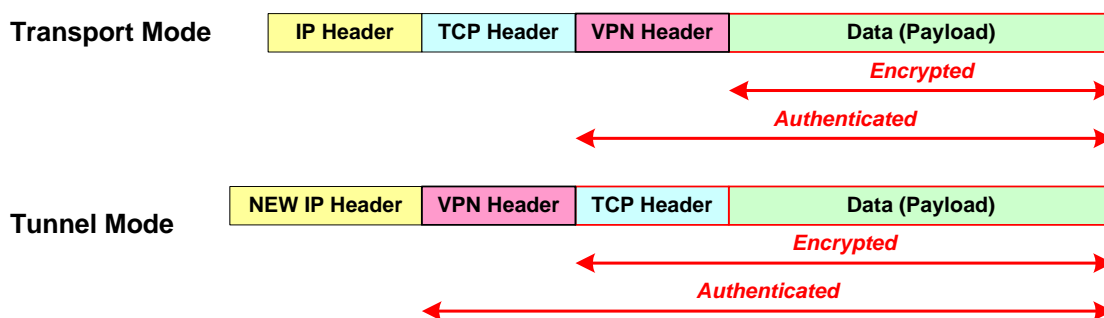 Transport Mode
IP Header TCP Header VPN Header Data (Payload)
Encrypted
Authenticated
Tunnel Mode
NEW IP Header VPN Header TCP Header Data (Payload)
Encrypted
Authenticated